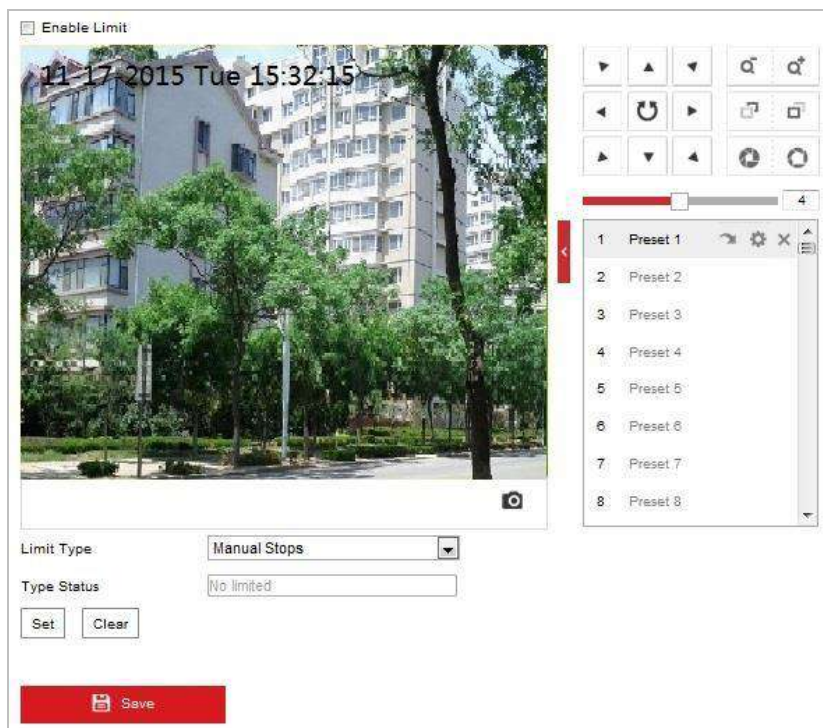 Enable Limit
11-17-2015 Tue 15:32:15
4
1 Preset 1
2 Preset 2
3 Preset 3
4 Preset 4
5 Preset 5
6 Preset 6
7 Preset 7
8 Preset 8
Limit Type Manual Stops
Type Status No limited
Set Clear
Save